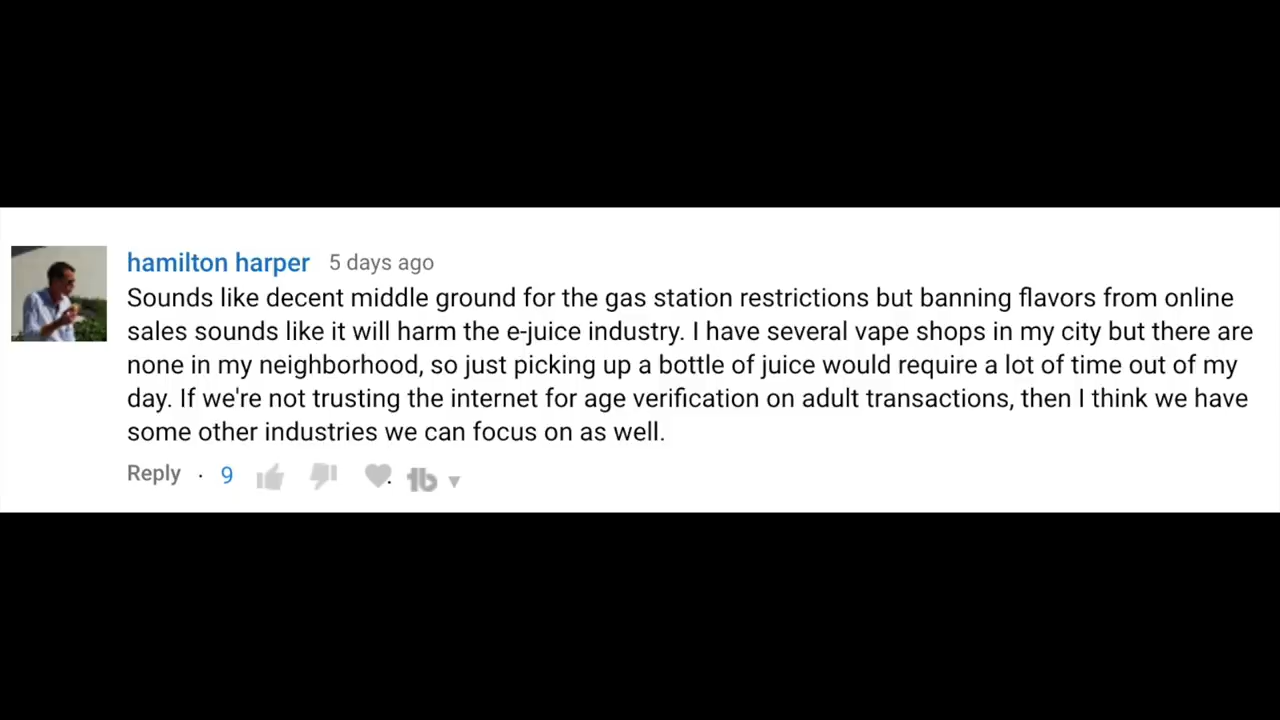 hamilton harper 5 days ago
Sounds like decent middle ground for the gas station restrictions but banning flavors from online
sales sounds like it will harm the e-juice industry. I have several vape shops in my city but there are
none in my neighborhood, so just picking up a bottle of juice would require a lot of time out of my
day. If we're not trusting the internet for age verification on adult transactions, then I think we have
some other industries we can focus on as well.
Reply · 9 tb ▼